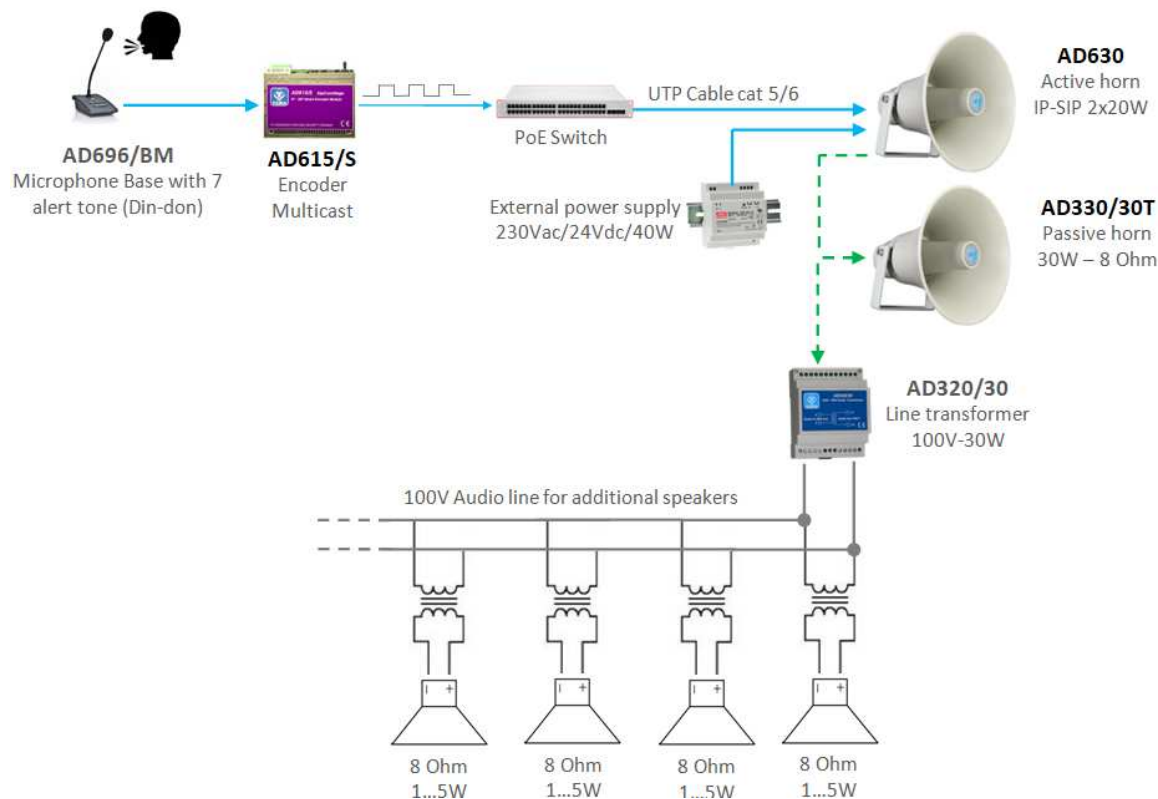 AD696/BM
Microphone Base with 7
alert tone (Din-don)
AD615/S
AD615/S
Encoder
Multicast
PoE Switch
UTP Cable cat 5/6
External power supply
230Vac/24Vdc/40W
AD630
Active horn
IP-SIP 2x20W
AD330/30T
Passive horn
30W – 8 Ohm
AD320/30
Line transformer
100V-30W
100V Audio line for additional speakers
I +
I +
I +
I +
8 Ohm
1...5W
8 Ohm
1...5W
8 Ohm
1...5W
8 Ohm
1...5W